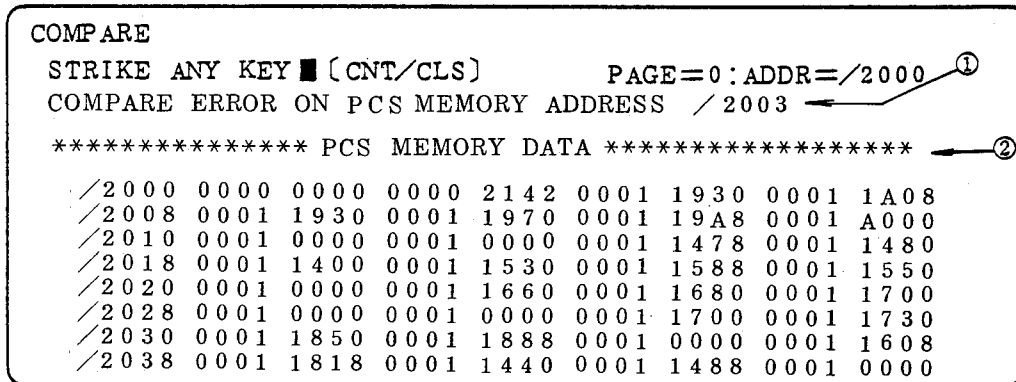 COMPARE
STRIKE ANY KEY■[CNT/CLS] PAGE=0:ADDR=/2000
①
COMPARE ERROR ON PCS MEMORY ADDRESS /2003
*************** PCS MEMORY DATA ****************** ②
/2000 0000 0000 0000 2142 0001 1930 0001 1A08
/2008 0001 1930 0001 1970 0001 19A8 0001 A000
/2010 0001 0000 0001 0000 0001 1478 0001 1480
/2018 0001 1400 0001 1530 0001 1588 0001 1550
/2020 0001 0000 0001 1660 0001 1680 0001 1700
/2028 0001 0000 0001 0000 0001 1700 0001 1730
/2030 0001 1850 0001 1888 0001 0000 0001 1608
/2038 0001 1818 0001 1440 0001 1488 0001 0000